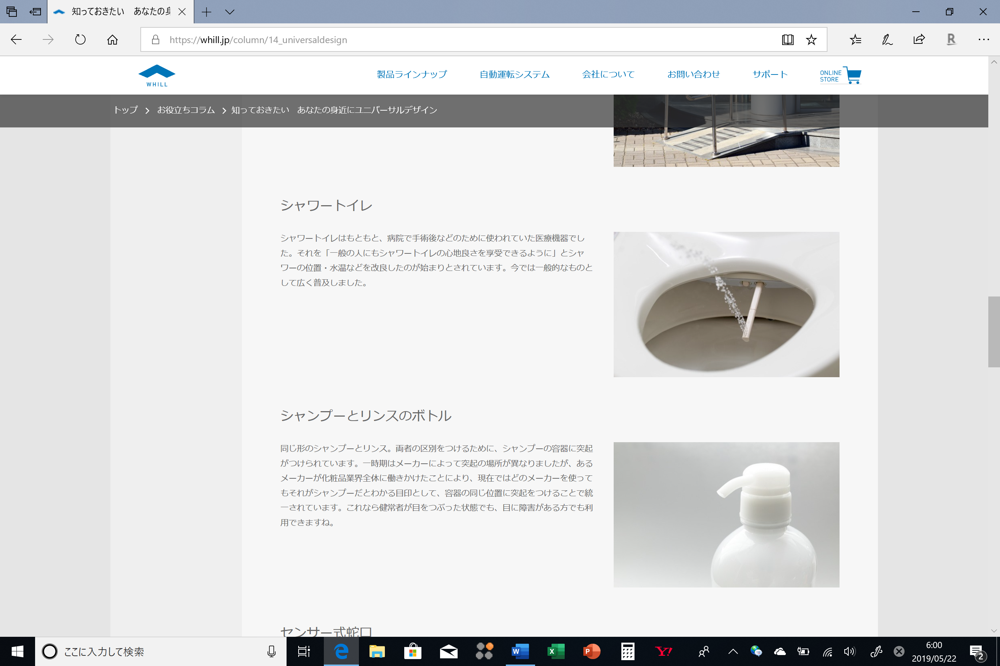 知っておきたい　あなたの身
https://whill.jp/column/14_universaldesign
WHILL
製品ラインナップ
自動運転システム
会社について
お問い合わせ
サポート
ONLINE
STORE
トップ > お役立ちコラム > 知っておきたい　あなたの身近にユニバーサルデザイン
シャワートイレ
シャワートイレはもともと、病院で手術後などのために使われていた医療機器でし
た。それを「一般の人にもシャワートイレの心地良さを享受できるように」とシャ
ワーの位置・水温などを改良したのが始まりとされています。今では一般的なものと
して広く普及しました。
シャンプーとリンスのボトル
同じ形のシャンプーとリンス。両者の区別をつけるために、シャンプーの容器に突起
がつけられています。一時期はメーカーによって突起の場所が異なりましたが、ある
メーカーが化粧品業界全体に働きかけたことにより、現在ではどのメーカーを使って
もそれがシャンプーだとわかる目印として、容器の同じ位置に突起をつけることで統
一されています。これなら健常者が目をつぶった状態でも、目に障害がある方でも利
用できますね。
センサー式蛇口
ここに入力して検索
6:00
2019/05/22
2